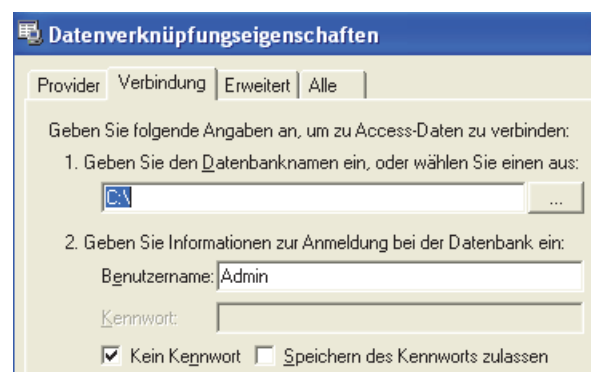 Datenverknüpfungseigenschaften
Provider Verbindung Erweitert Alle
Geben Sie folgende Angaben an, um zu Access-Daten zu verbinden:
1. Geben Sie den Datenbanknamen ein, oder wählen Sie einen aus:
C:\ ...
2. Geben Sie Informationen zur Anmeldung bei der Datenbank ein:
Benutzername: Admin
Kennwort:
Kein Kennwort Speichern des Kennworts zulassen